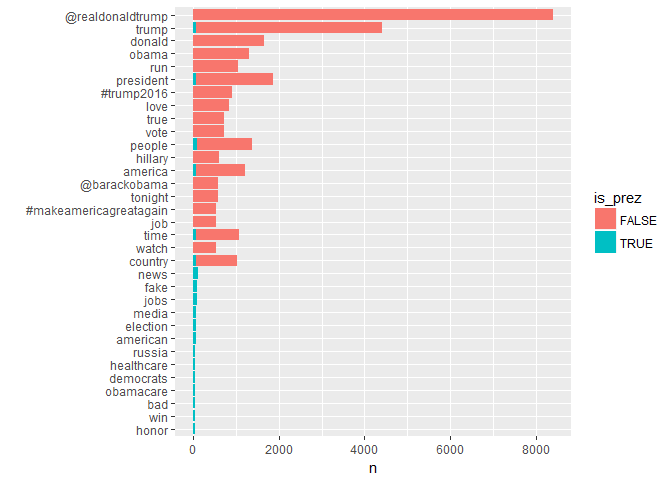 @realdonaldtrump
trump
donald
obama
run
president
#trump2016
love
true
vote
people
hillary
america
@barackobama
tonight
#makeamericagreatagain
job
time
watch
country
news
fake
jobs
media
election
american
russia
healthcare
democrats
obamacare
bad
win
honor
0 2000 4000 6000 8000
n
is_prez
FALSE
TRUE